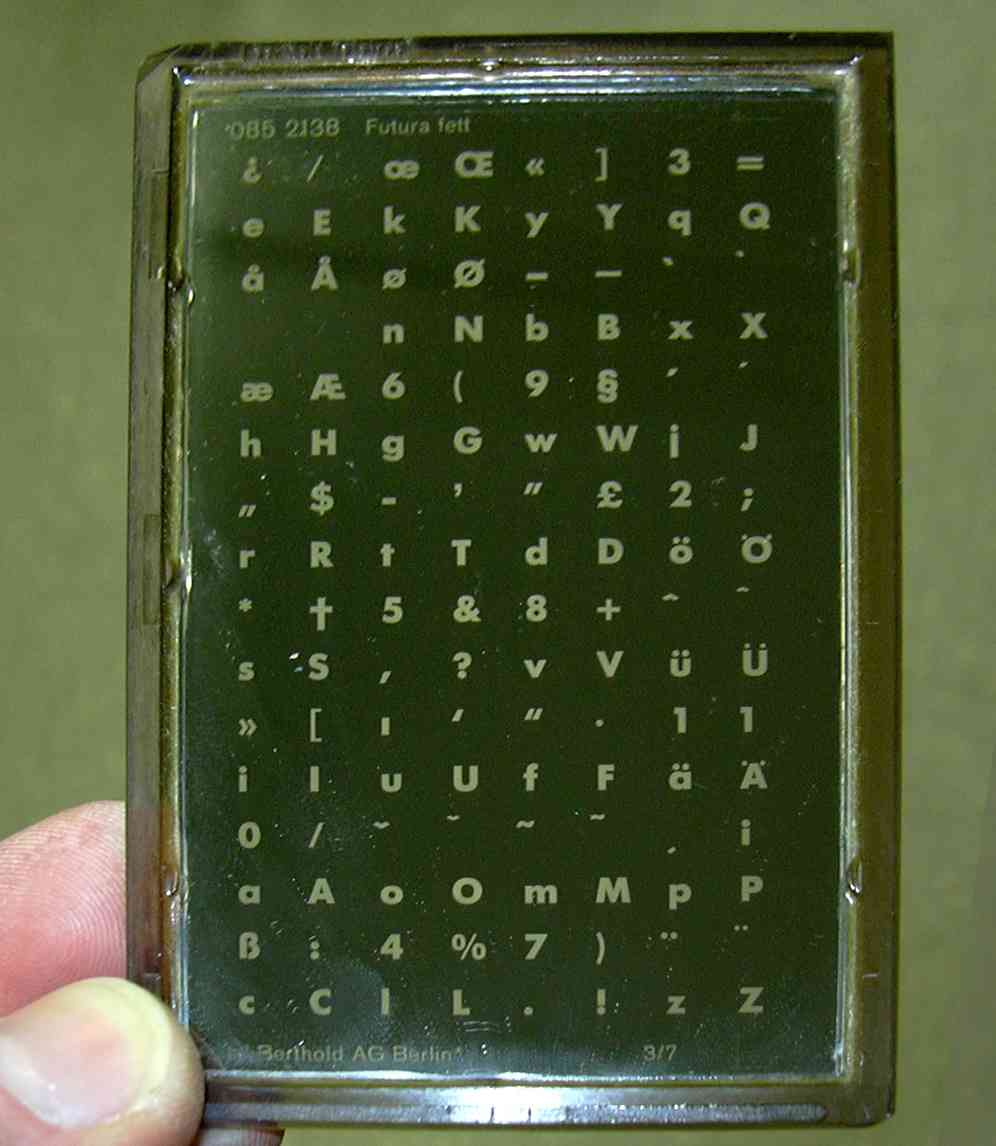 085 2138 Futura fett
¿ / œ Œ « ] 3 =
e E k K y Y q Q
å Å ø Ø – — ` `
n N b B x X
æ Æ 6 ( 9 § ´ ´
h H g G w W j J
„ $ - ’ ” £ 2 ;
r R t T d D ö Ö
* † 5 & 8 + ˆ ˆ
s S , ? v V ü Ü
» [ ı ‘ “ · 1 1
i I u U f F ä Ä
0 / ˇ ˇ ~ ~ ¸ i
a A o O m M p P
ß : 4 % 7 ) ¨ ¨
c C l L . ! z Z
Berthold AG Berlin 3/7